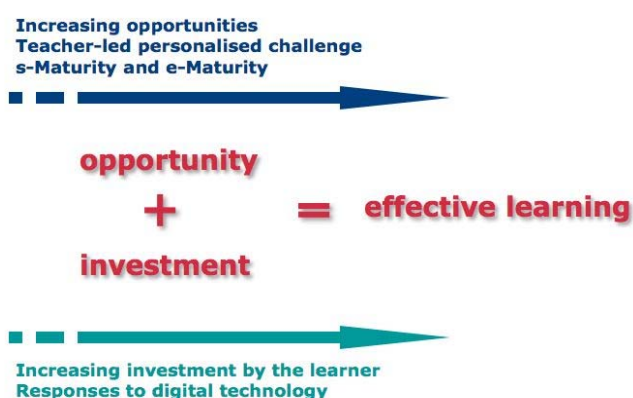 Increasing opportunities
Teacher-led personalised challenge
s-Maturity and e-Maturity
opportunity
+
= effective learning
investment
Increasing investment by the learner
Responses to digital technology